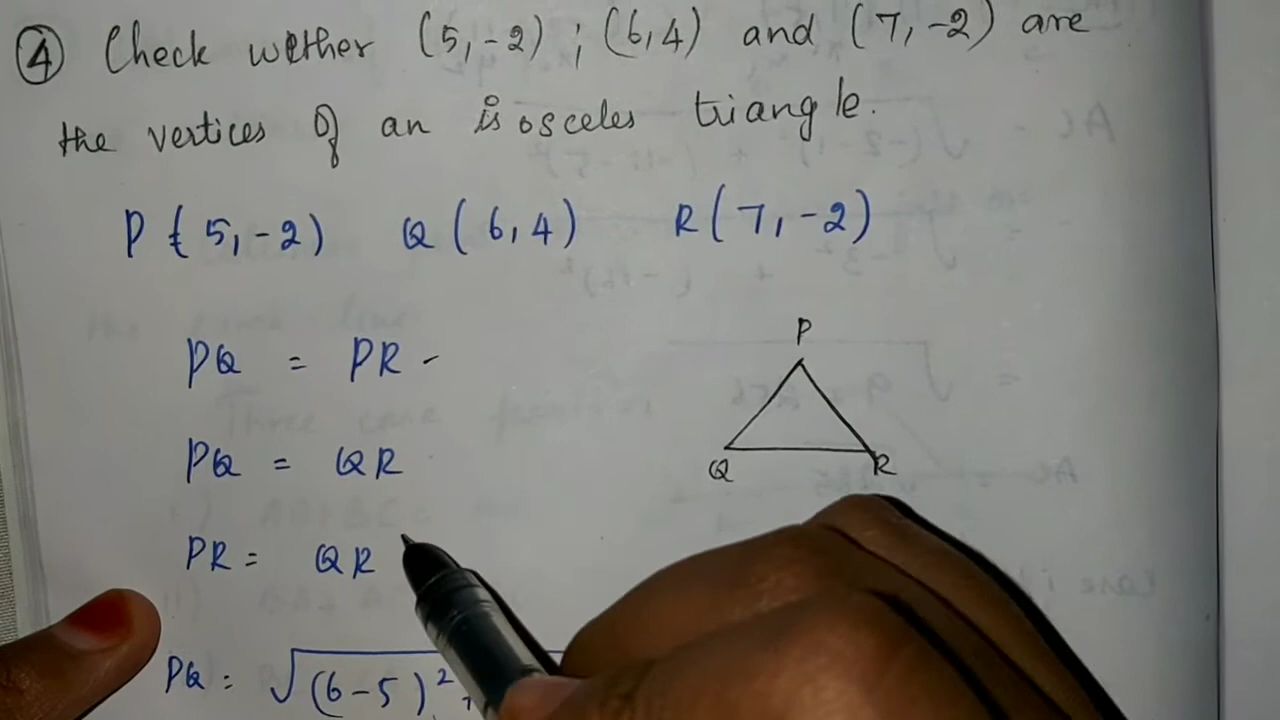 ④ Check wether (5,-2) ; (6,4) and (7,-2) are
the vertices of an isosceles triangle.
P(5,-2) Q(6,4) R(7,-2)
PQ = PR -
P
PQ = QR
Q R
PR = QR
PQ = √(6-5)²